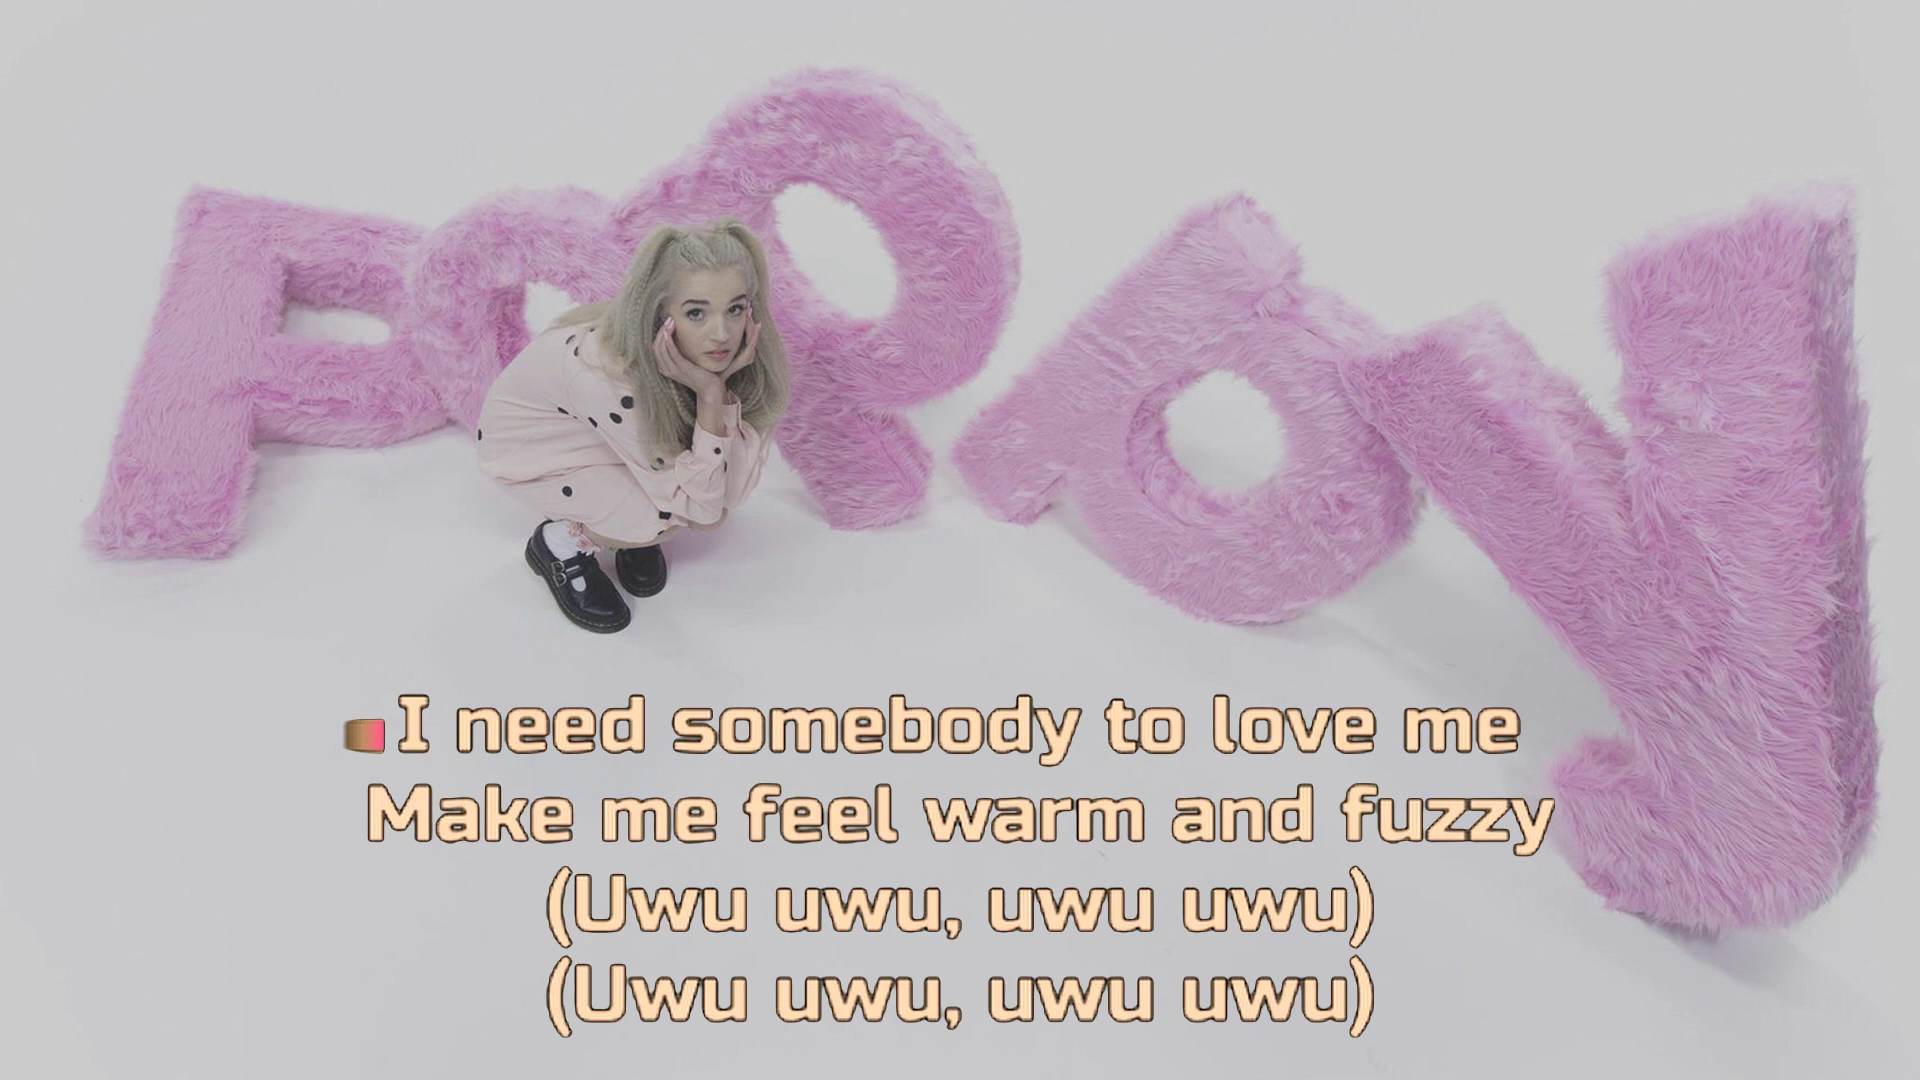 POPPY
I need somebody to love me
Make me feel warm and fuzzy
(Uwu uwu, uwu uwu)
(Uwu uwu, uwu uwu)